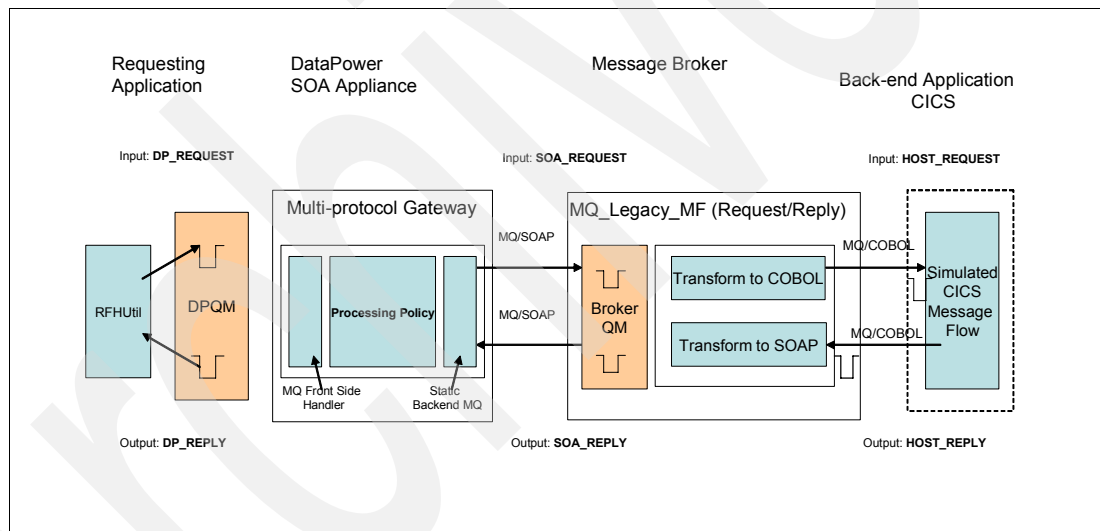 Requesting
Application
DataPower
SOA Appliance
Message Broker
Back-end Application
CICS
Input: DP_REQUEST
Input: SOA_REQUEST
Input: HOST_REQUEST
Multi-protocol Gateway
MQ_Legacy_MF (Request/Reply)
MQ/SOAP
MQ/COBOL
RFHUtil
DPQM
Processing Policy
MQ/SOAP
Broker
QM
Transform to COBOL
Transform to SOAP
Simulated
CICS
Message
Flow
MQ/COBOL
MQ Front Side
Handler
Static
Backend MQ
Output: DP_REPLY
Output: SOA_REPLY
Output: HOST_REPLY